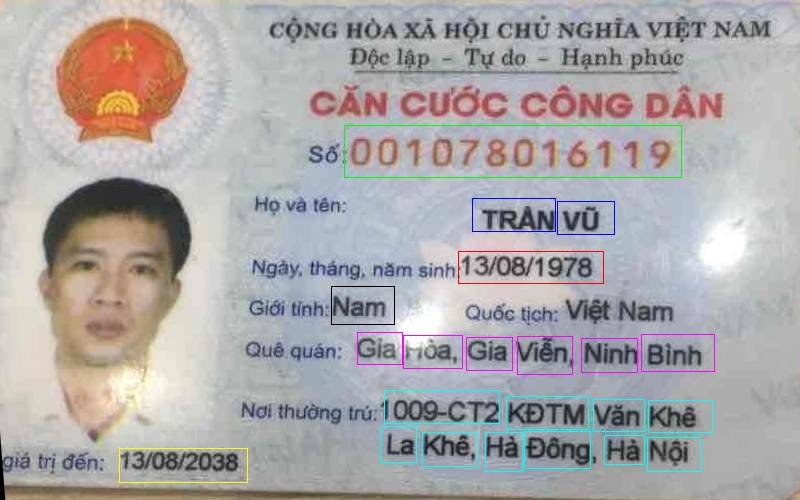 CỘNG HÒA XÃ HỘI CHỦ NGHĨA VIỆT NAM
Độc lập - Tự do - Hạnh phúc
CĂN CƯỚC CÔNG DÂN
Số: 001078016119
Họ và tên:
TRẦN VŨ
Ngày, tháng, năm sinh: 13/08/1978
Giới tính: Nam Quốc tịch: Việt Nam
Quê quán: Gia Hòa, Gia Viễn, Ninh Bình
Nơi thường trú: 1009-CT2 KĐTM Văn Khê
La Khê, Hà Đông, Hà Nội
giá trị đến: 13/08/2038